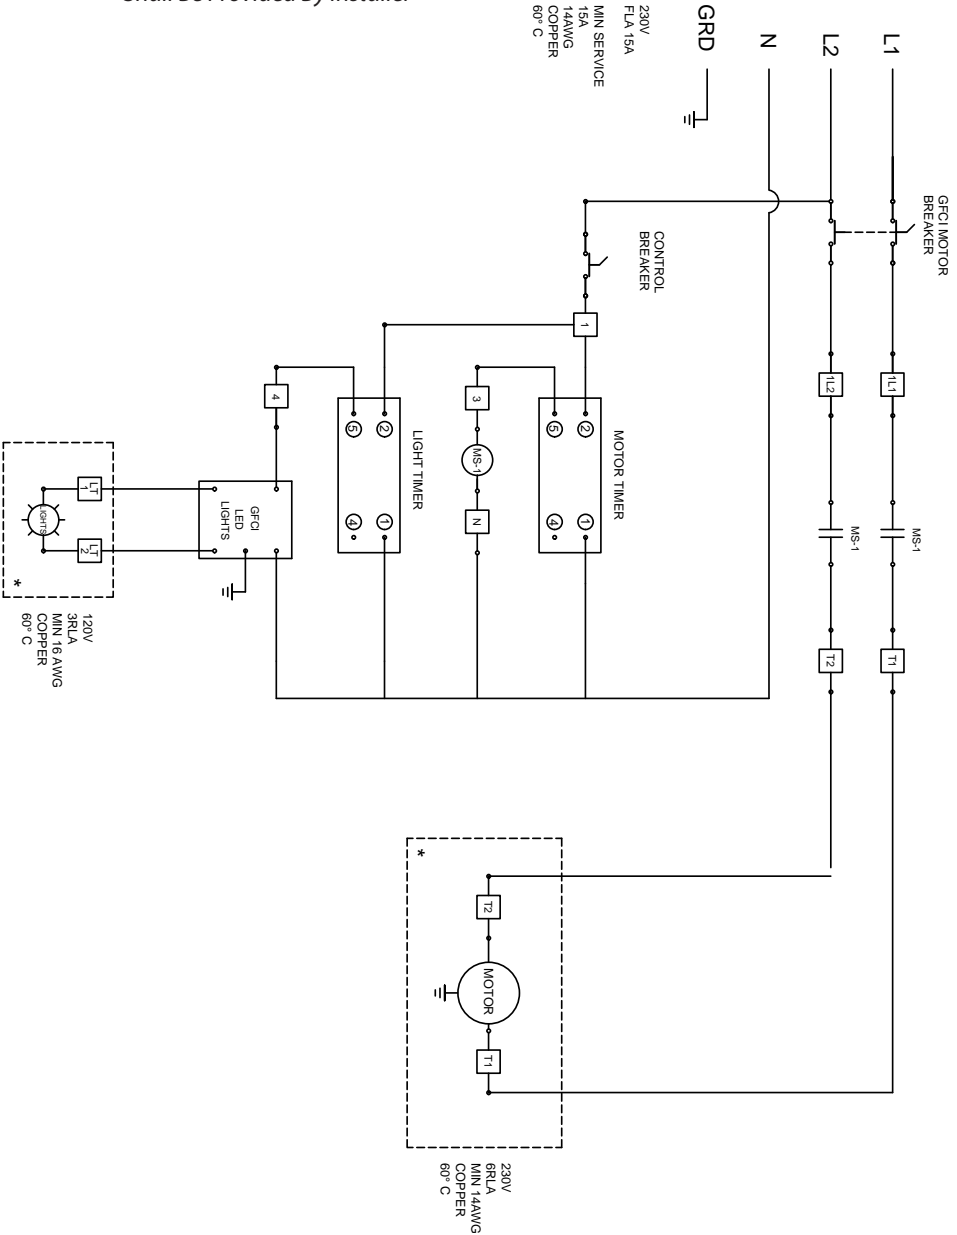 Shall Be Provided By Installer
L1
L2
N
GRD
230V
FLA 15A
MIN SERVICE
15A
14AWG
COPPER
60° C
GFCI MOTOR
BREAKER
CONTROL
BREAKER
1L1
1L2
MS-1
MS-1
T1
T2
1
MOTOR TIMER
2
5
1
4
3
MS-1
N
LIGHT TIMER
2
5
1
4
4
GFCI
LED
LIGHTS
LT
1
LT
2
LIGHTS
*
120V
3RLA
MIN 16 AWG
COPPER
60° C
*
T2
MOTOR
T1
230V
6RLA
MIN 14AWG
COPPER
60° C